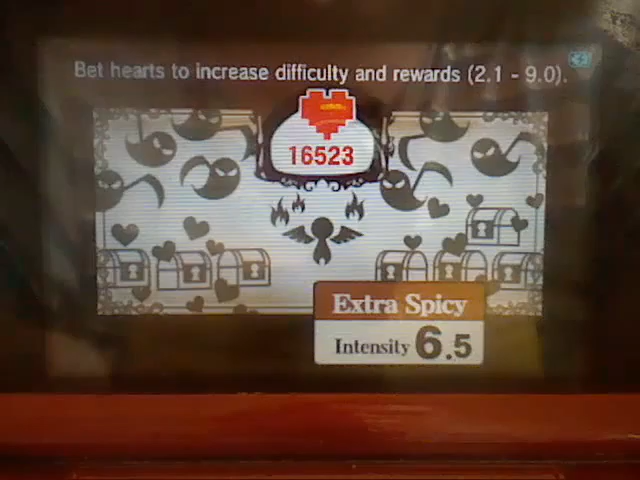 Bet hearts to increase difficulty and rewards (2.1 - 9.0).
16523
Extra Spicy
Intensity 6.5